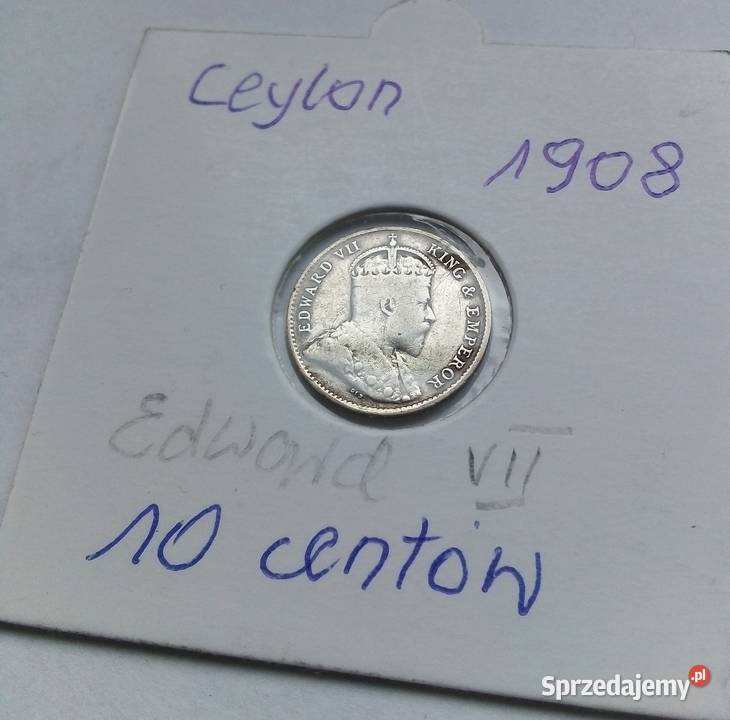 Ceylon
1908
EDWARD VII KING & EMPEROR
Edward VII
10 centów
Sprzedajemy.pl